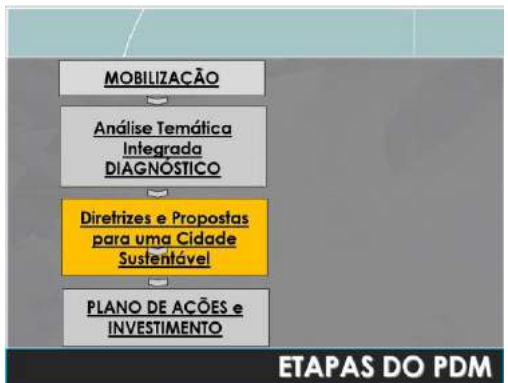 MOBILIZAÇÃO
Análise Temática
Integrada
DIAGNÓSTICO
Diretrizes e Propostas
para uma Cidade
Sustentável
PLANO DE AÇÕES e
INVESTIMENTO
ETAPAS DO PDM